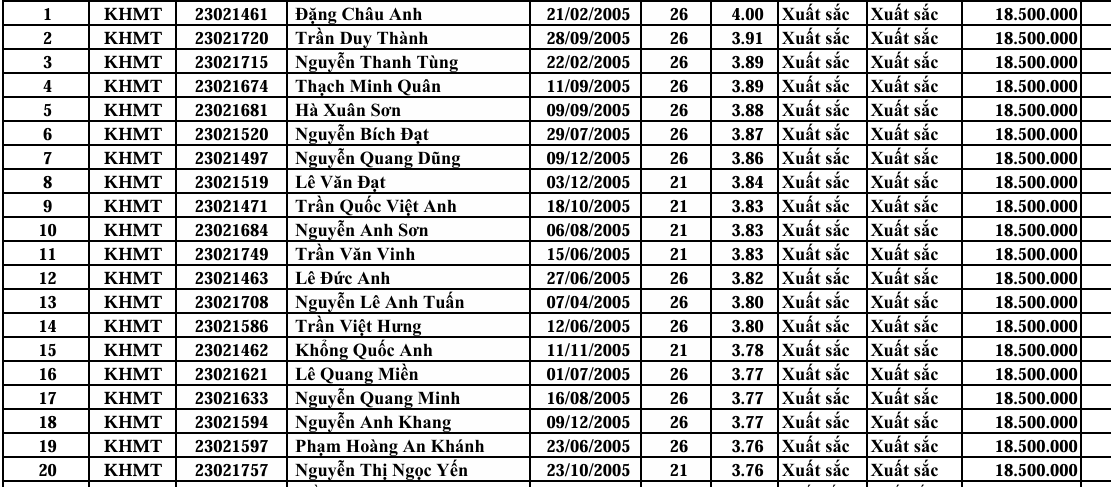 1 KHMT 23021461 Đặng Châu Anh 21/02/2005 26 4.00 Xuất sắc Xuất sắc 18.500.000
2 KHMT 23021720 Trần Duy Thành 28/09/2005 26 3.91 Xuất sắc Xuất sắc 18.500.000
3 KHMT 23021715 Nguyễn Thanh Tùng 22/02/2005 26 3.89 Xuất sắc Xuất sắc 18.500.000
4 KHMT 23021674 Thạch Minh Quân 11/09/2005 26 3.89 Xuất sắc Xuất sắc 18.500.000
5 KHMT 23021681 Hà Xuân Sơn 09/09/2005 26 3.88 Xuất sắc Xuất sắc 18.500.000
6 KHMT 23021520 Nguyễn Bích Đạt 29/07/2005 26 3.87 Xuất sắc Xuất sắc 18.500.000
7 KHMT 23021497 Nguyễn Quang Dũng 09/12/2005 26 3.86 Xuất sắc Xuất sắc 18.500.000
8 KHMT 23021519 Lê Văn Đạt 03/12/2005 21 3.84 Xuất sắc Xuất sắc 18.500.000
9 KHMT 23021471 Trần Quốc Việt Anh 18/10/2005 21 3.83 Xuất sắc Xuất sắc 18.500.000
10 KHMT 23021684 Nguyễn Anh Sơn 06/08/2005 21 3.83 Xuất sắc Xuất sắc 18.500.000
11 KHMT 23021749 Trần Văn Vinh 15/06/2005 21 3.83 Xuất sắc Xuất sắc 18.500.000
12 KHMT 23021463 Lê Đức Anh 27/06/2005 26 3.82 Xuất sắc Xuất sắc 18.500.000
13 KHMT 23021708 Nguyễn Lê Anh Tuấn 07/04/2005 26 3.80 Xuất sắc Xuất sắc 18.500.000
14 KHMT 23021586 Trần Việt Hưng 12/06/2005 26 3.80 Xuất sắc Xuất sắc 18.500.000
15 KHMT 23021462 Khổng Quốc Anh 11/11/2005 21 3.78 Xuất sắc Xuất sắc 18.500.000
16 KHMT 23021621 Lê Quang Miền 01/07/2005 26 3.77 Xuất sắc Xuất sắc 18.500.000
17 KHMT 23021633 Nguyễn Quang Minh 16/08/2005 26 3.77 Xuất sắc Xuất sắc 18.500.000
18 KHMT 23021594 Nguyễn Anh Khang 09/12/2005 26 3.77 Xuất sắc Xuất sắc 18.500.000
19 KHMT 23021597 Phạm Hoàng An Khánh 23/06/2005 26 3.76 Xuất sắc Xuất sắc 18.500.000
20 KHMT 23021757 Nguyễn Thị Ngọc Yến 23/10/2005 21 3.76 Xuất sắc Xuất sắc 18.500.000